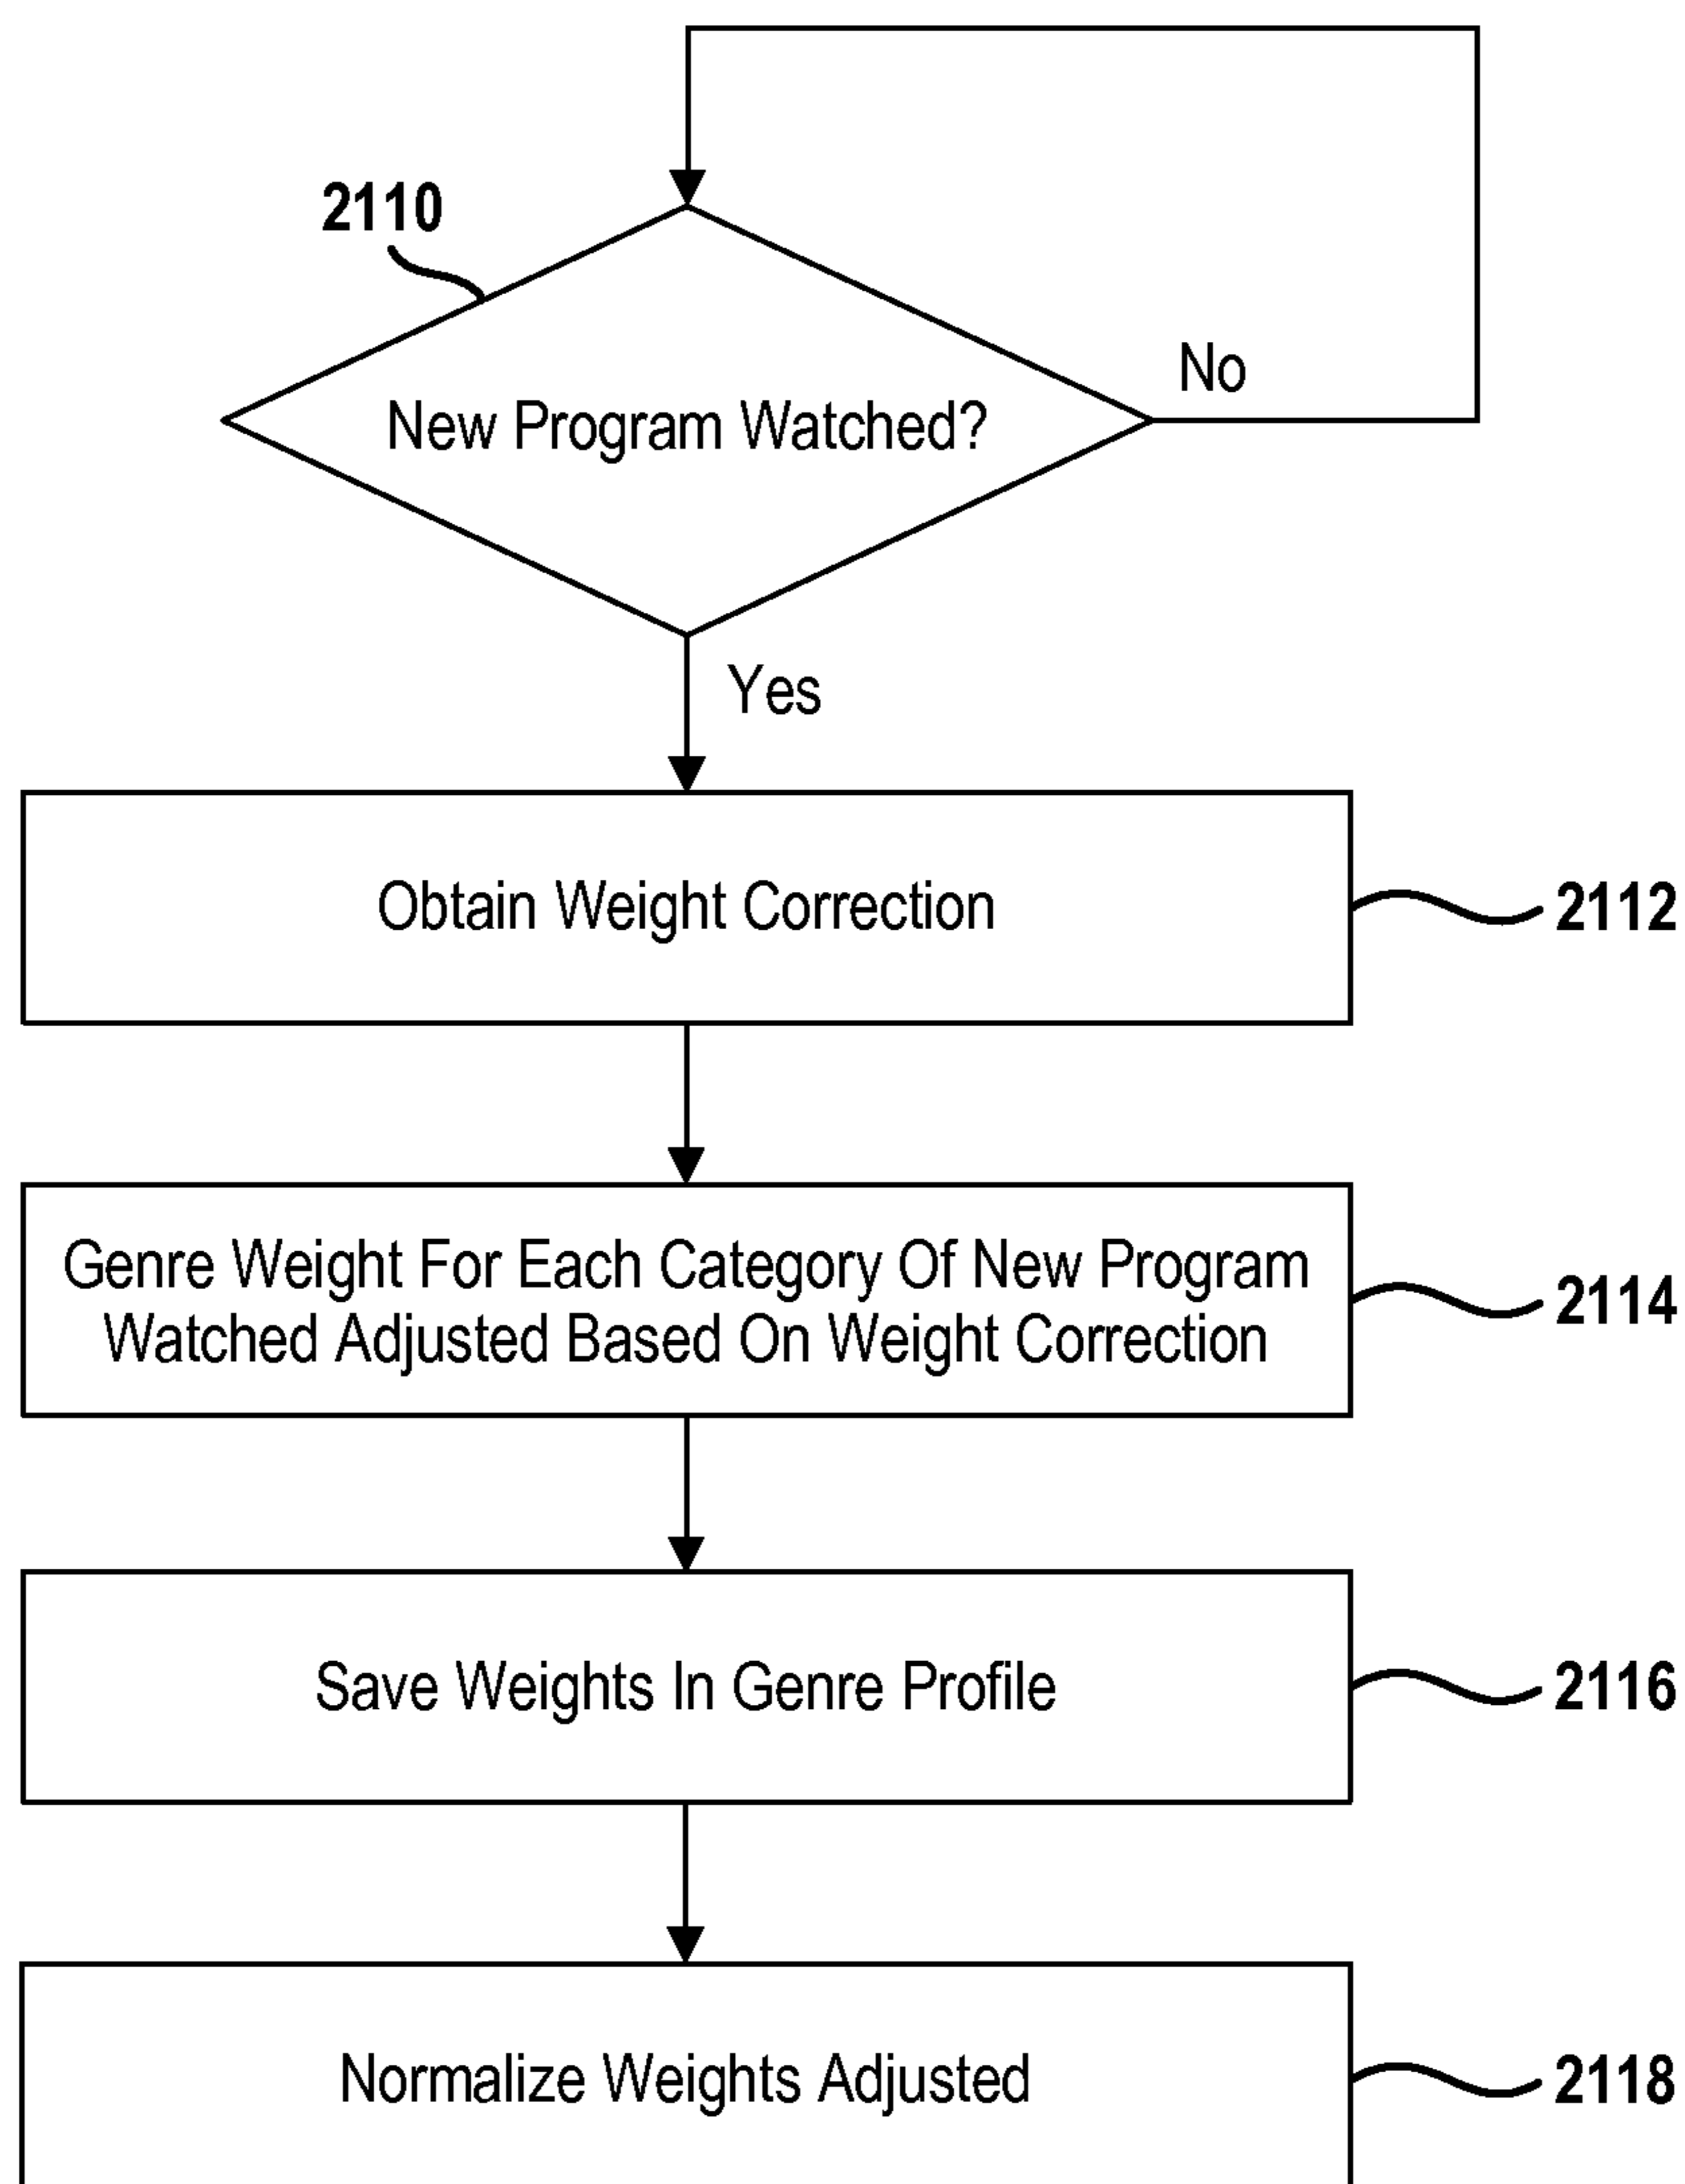 2110
New Program Watched?
No
Yes
Obtain Weight Correction
2112
Genre Weight For Each Category Of New Program
Watched Adjusted Based On Weight Correction
2114
Save Weights In Genre Profile
2116
Normalize Weights Adjusted
2118